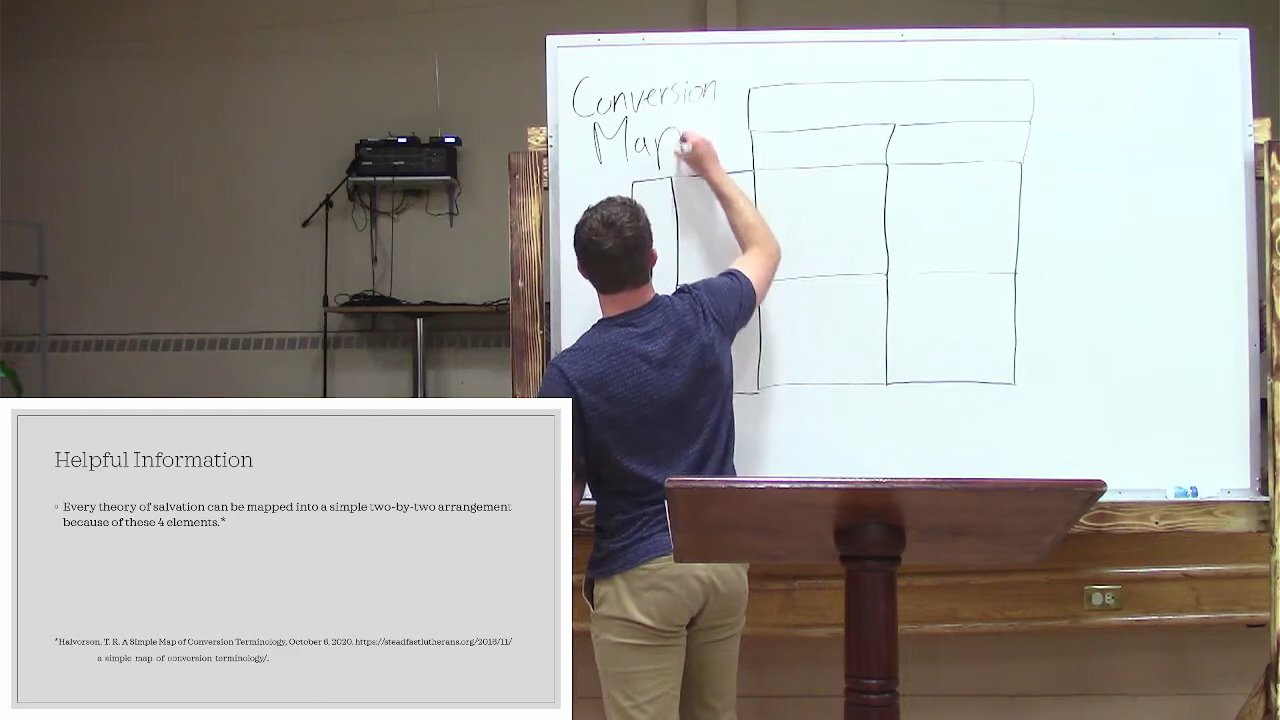 Conversion
Map
Helpful Information
◦ Every theory of salvation can be mapped into a simple two-by-two arrangement
because of these 4 elements.*
*Halvorson, T. R. A Simple Map of Conversion Terminology, October 6, 2020. https://steadfastlutherans.org/2016/11/
a simple map of conversion terminology/.